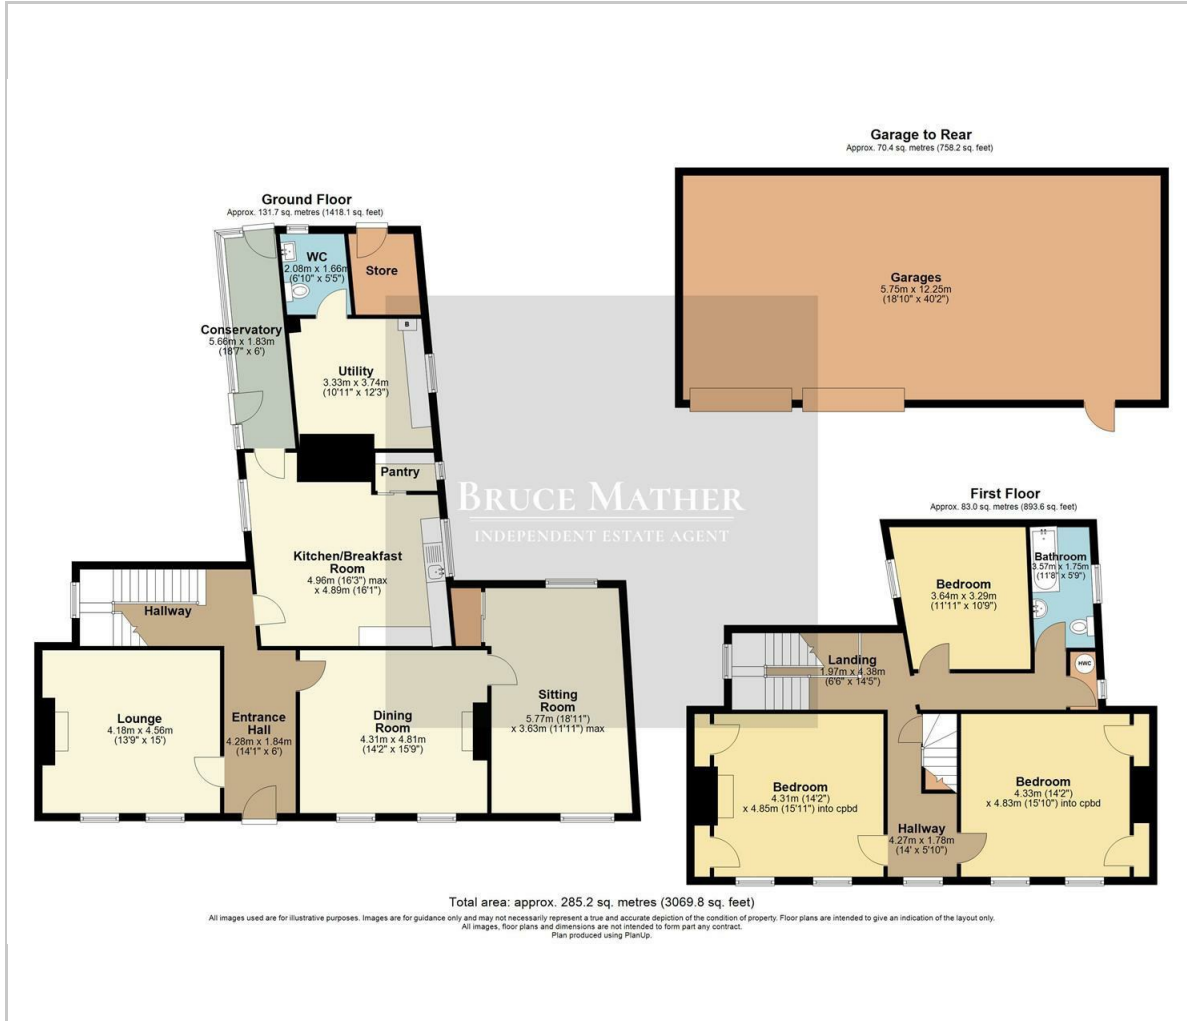 Garage to Rear
Approx. 70.4 sq. metres (758.2 sq. feet)
Garages
5.75m x 12.25m
(18'10" x 40'2")
Ground Floor
Approx. 131.7 sq. metres (1418.1 sq. feet)
WC
2.08m x 1.66m
(6'10" x 5'5")
Store
Conservatory
5.66m x 1.83m
(18'7" x 6')
B
Utility
3.33m x 3.74m
(10'11" x 12'3")
Pantry
Kitchen/Breakfast
Room
4.96m (16'3") max
x 4.89m (16'1")
Hallway
Lounge
4.18m x 4.56m
(13'9" x 15')
Entrance
Hall
4.28m x 1.84m
(14'1" x 6')
Dining
Room
4.31m x 4.81m
(14'2" x 15'9")
Sitting
Room
5.77m (18'11")
x 3.63m (11'11") max
BRUCE MATHER
INDEPENDENT ESTATE AGENT
First Floor
Approx. 83.0 sq. metres (893.6 sq. feet)
Bedroom
3.64m x 3.29m
(11'11" x 10'9")
Bathroom
3.57m x 1.75m
(11'8" x 5'9")
HWC
Landing
1.97m x 4.38m
(6'6" x 14'5")
Bedroom
4.31m (14'2")
x 4.85m (15'11") into cpbd
Hallway
4.27m x 1.78m
(14' x 5'10")
Bedroom
4.33m (14'2")
x 4.83m (15'10") into cpbd
Total area: approx. 285.2 sq. metres (3069.8 sq. feet)
All images used are for illustrative purposes. Images are for guidance only and may not necessarily represent a true and accurate depiction of the condition of property. Floor plans are intended to give an indication of the layout only.
All images, floor plans and dimensions are not intended to form part any contract.
Plan produced using PlanUp.